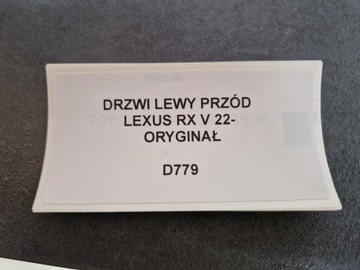 DRZWI LEWY PRZÓD
LEXUS RX V 22-
ORYGINAŁ
D779